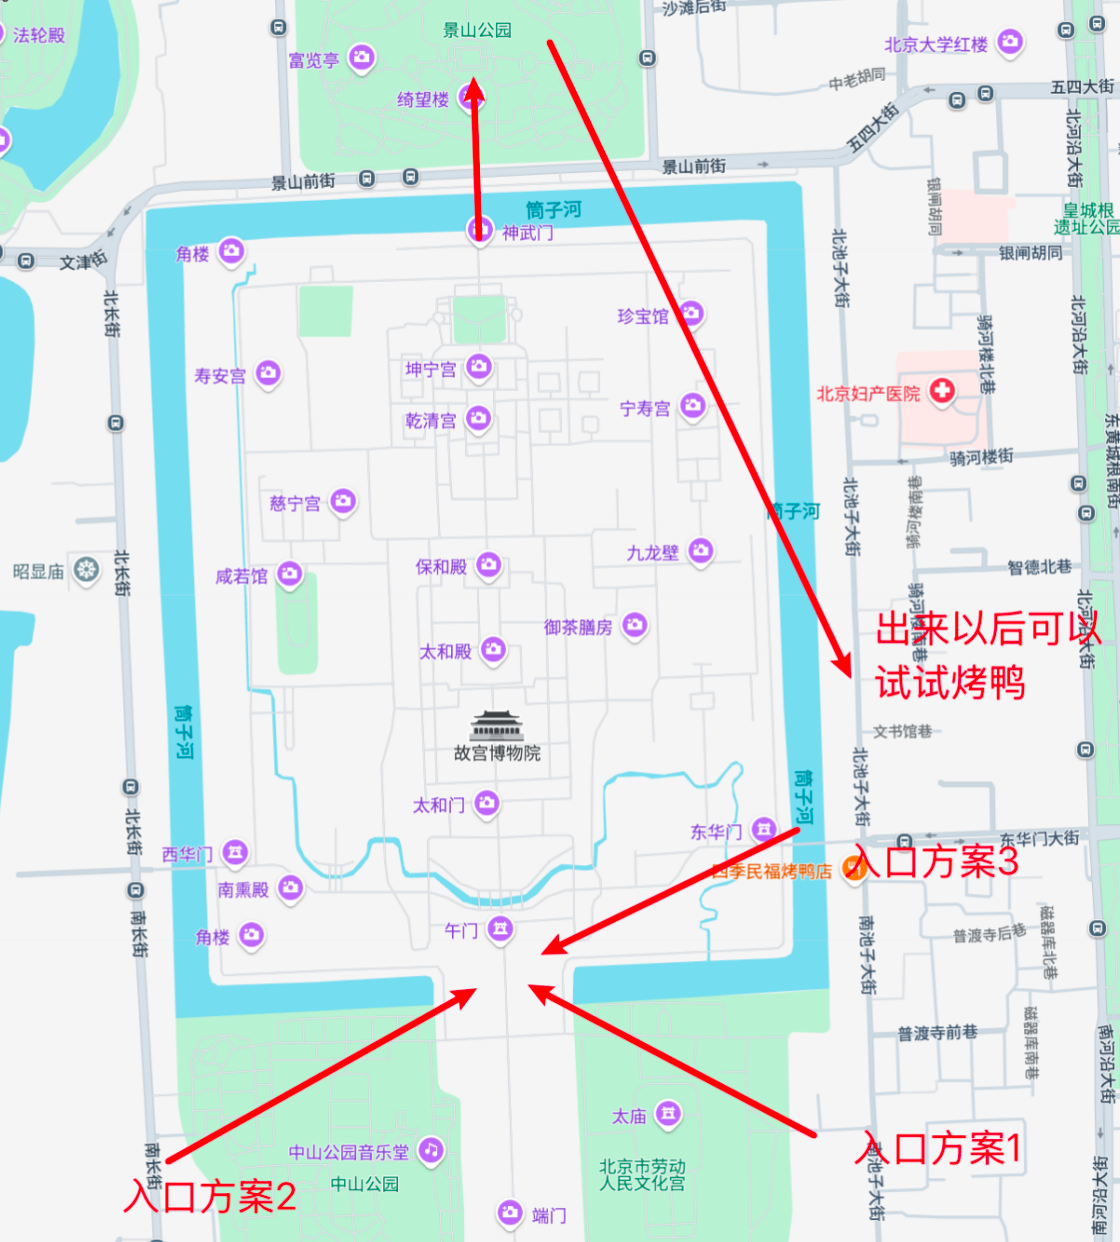 沙滩后街
景山公园
法轮殿
北京大学红楼
富览亭
中老胡同
五四大街
绮望楼
五四大街
北河沿大街
景山前街
景山前街
银闸胡同
筒子河
皇城根
遗址公园
神武门
角楼
文津街
银闸胡同
北池子大街
北长街
珍宝馆
骑河楼北巷
北河沿大街
坤宁宫
寿安宫
北京妇产医院
宁寿宫
乾清宫
东黄城根南街
骑河楼街
慈宁宫
筒子河
北池子大街
九龙壁
保和殿
智德北巷
昭显庙
咸若馆
北长街
骑河楼南巷
北河沿大街
御茶膳房
出来以后可以
试试烤鸭
太和殿
筒子河
文书馆巷
故宫博物院
北池子大街
筒子河
太和门
北长街
东华门
东华门大街
西华门
入口方案3
四季民福烤鸭店
南熏殿
午门
角楼
南长街
南池子大街
普渡寺后巷
磁器库北巷
普渡寺前巷
磁器库南巷
南河沿大街
太庙
入口方案1
中山公园音乐堂
南长街
北京市劳动
人民文化宫
中山公园
南池子大街
南河沿大街
入口方案2
端门